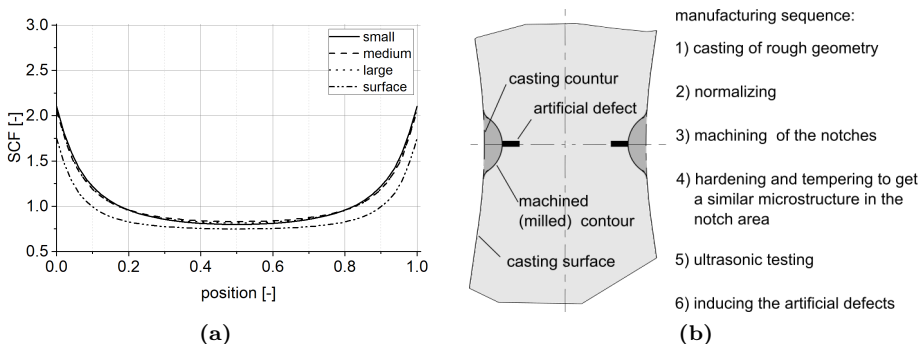 3.0
2.5
2.0
1.5
1.0
0.5
SCF [-]
0.0 0.2 0.4 0.6 0.8 1.0
position [-]
small
medium
large
surface
(a)
casting countur
artificial defect
machined
(milled) contour
casting surface
manufacturing sequence:
1) casting of rough geometry
2) normalizing
3) machining of the notches
4) hardening and tempering to get
a similar microstructure in the
notch area
5) ultrasonic testing
6) inducing the artificial defects
(b)